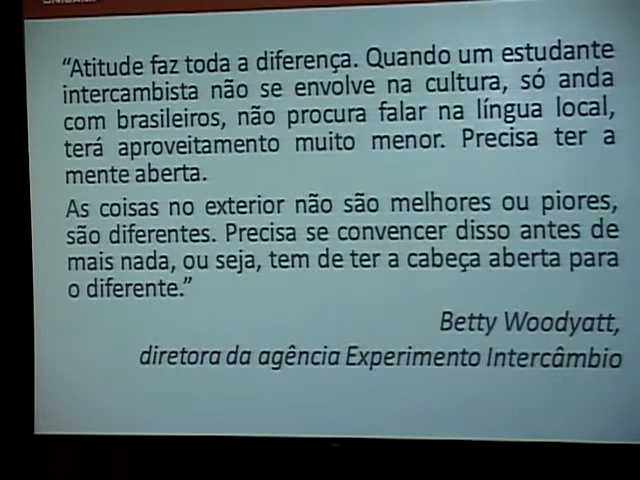 “Atitude faz toda a diferença. Quando um estudante
intercambista não se envolve na cultura, só anda
com brasileiros, não procura falar na língua local,
terá aproveitamento muito menor. Precisa ter a
mente aberta.
As coisas no exterior não são melhores ou piores,
são diferentes. Precisa se convencer disso antes de
mais nada, ou seja, tem de ter a cabeça aberta para
o diferente.”
Betty Woodyatt,
diretora da agência Experimento Intercâmbio